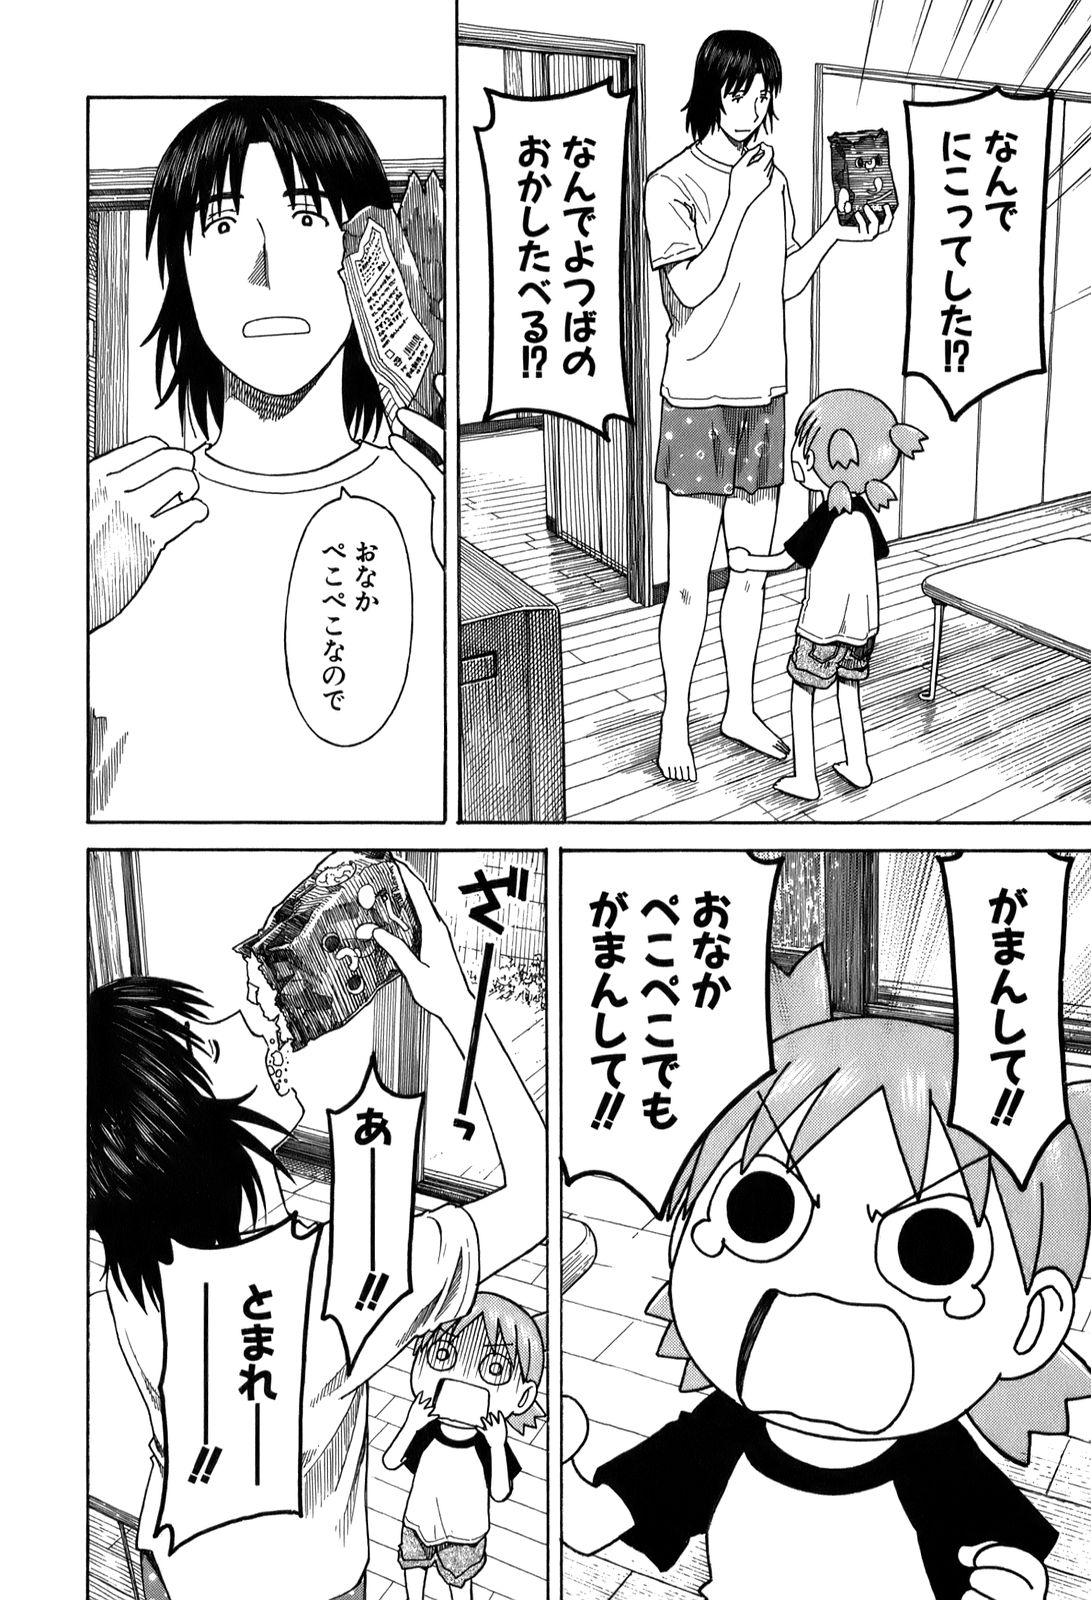 なんで
にこってした!?
なんでよつばの
おかしたべる!?
おなか
ぺこぺこなので
がまんして!!
おなか
ぺこぺこでも
がまんして!!
ざーっ
あーー!!
とまれーー
ーー!!